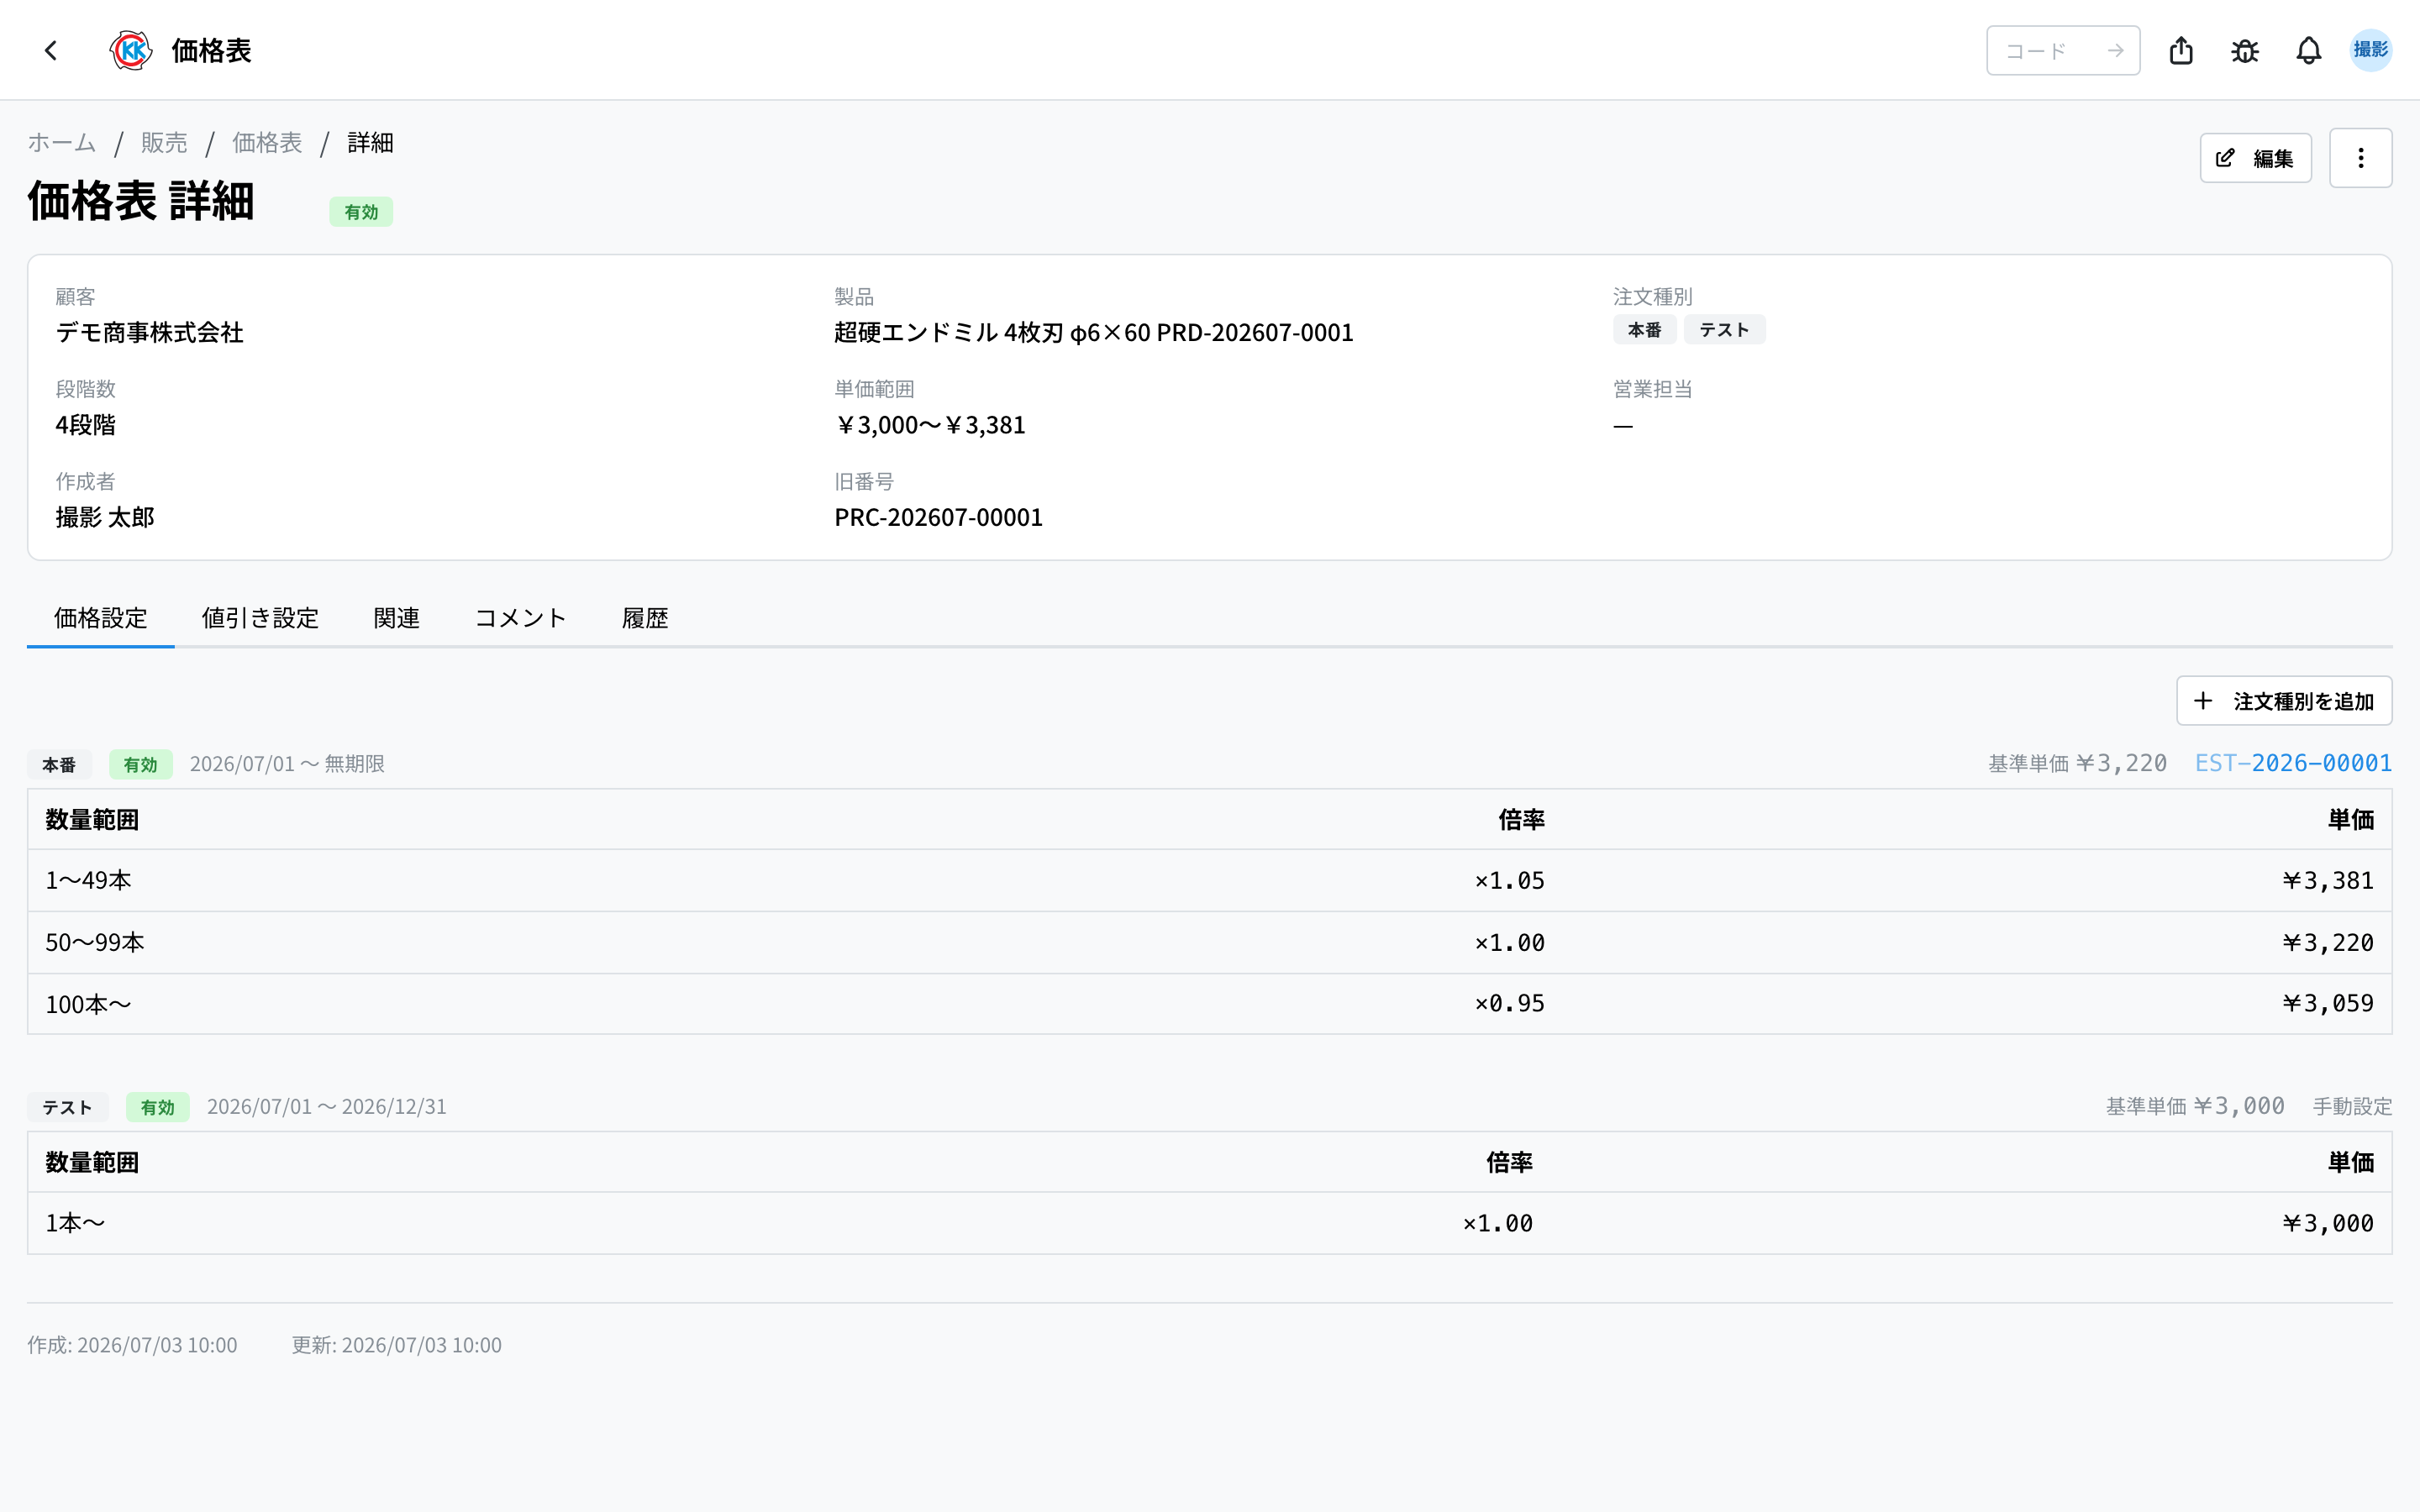 CKK 価格表 コード → 撮影
ホーム / 販売 / 価格表 / 詳細
価格表 詳細 有効 編集
顧客 製品 注文種別
デモ商事株式会社 超硬エンドミル 4枚刃 φ6×60 PRD-202607-0001 本番 テスト
段階数 単価範囲 営業担当
4段階 ¥3,000〜¥3,381 —
作成者 旧番号
撮影 太郎 PRC-202607-00001
価格設定 値引き設定 関連 コメント 履歴
+ 注文種別を追加
本番 有効 2026/07/01 〜 無期限 基準単価 ¥3,220 EST-2026-00001
数量範囲 倍率 単価
1〜49本 ×1.05 ¥3,381
50〜99本 ×1.00 ¥3,220
100本〜 ×0.95 ¥3,059
テスト 有効 2026/07/01 〜 2026/12/31 基準単価 ¥3,000 手動設定
数量範囲 倍率 単価
1本〜 ×1.00 ¥3,000
作成: 2026/07/03 10:00 更新: 2026/07/03 10:00